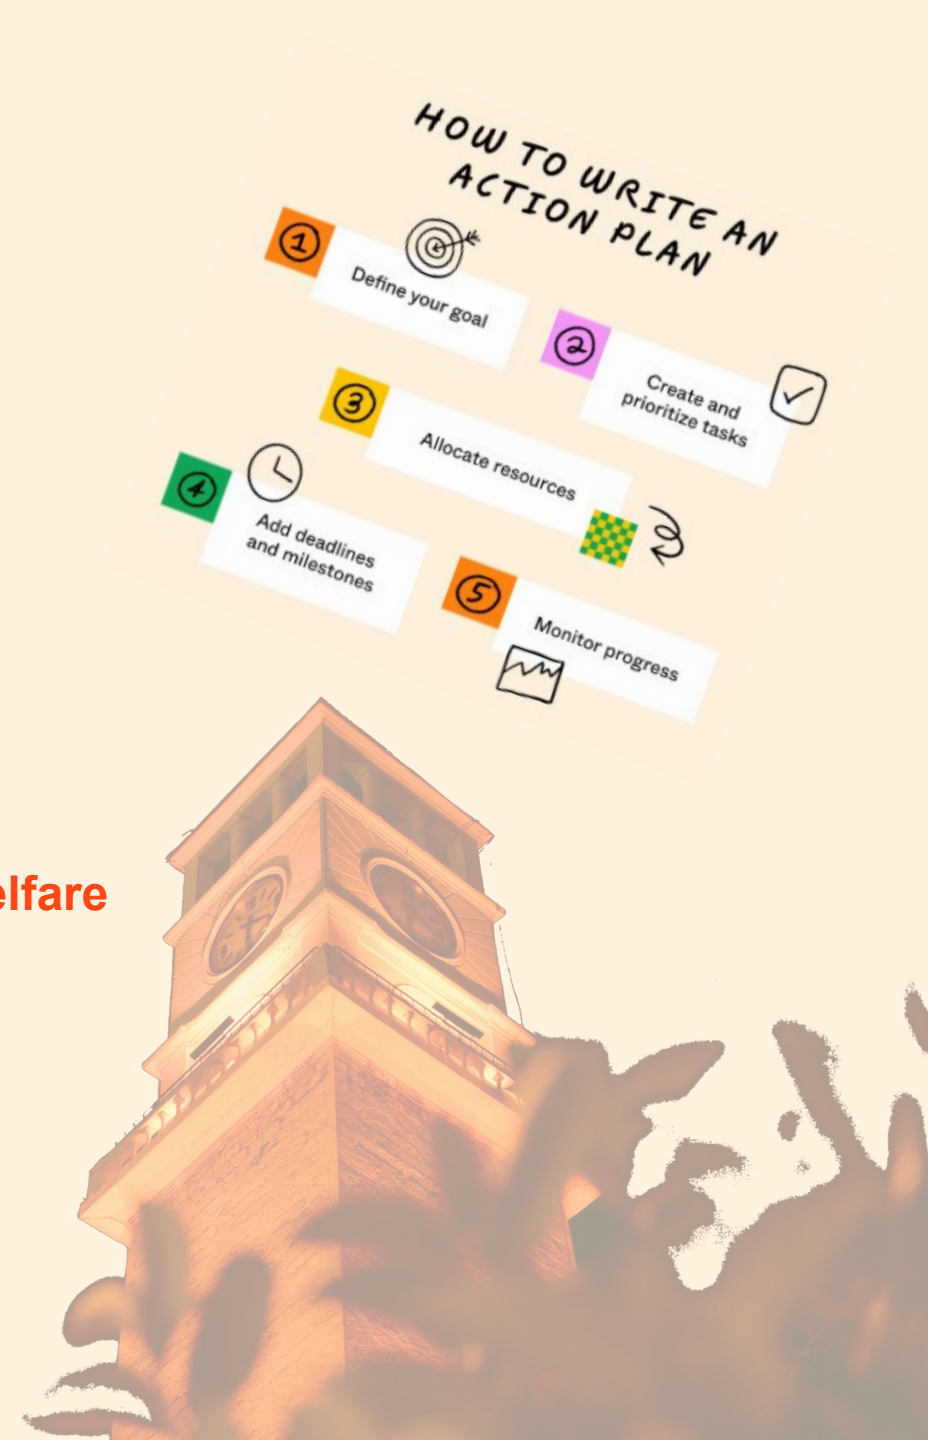 HOW TO WRITE AN
ACTION PLAN
1
Define your goal
2
Create and
prioritize tasks
3
Allocate resources
4
Add deadlines
and milestones
5
Monitor progress
elfare